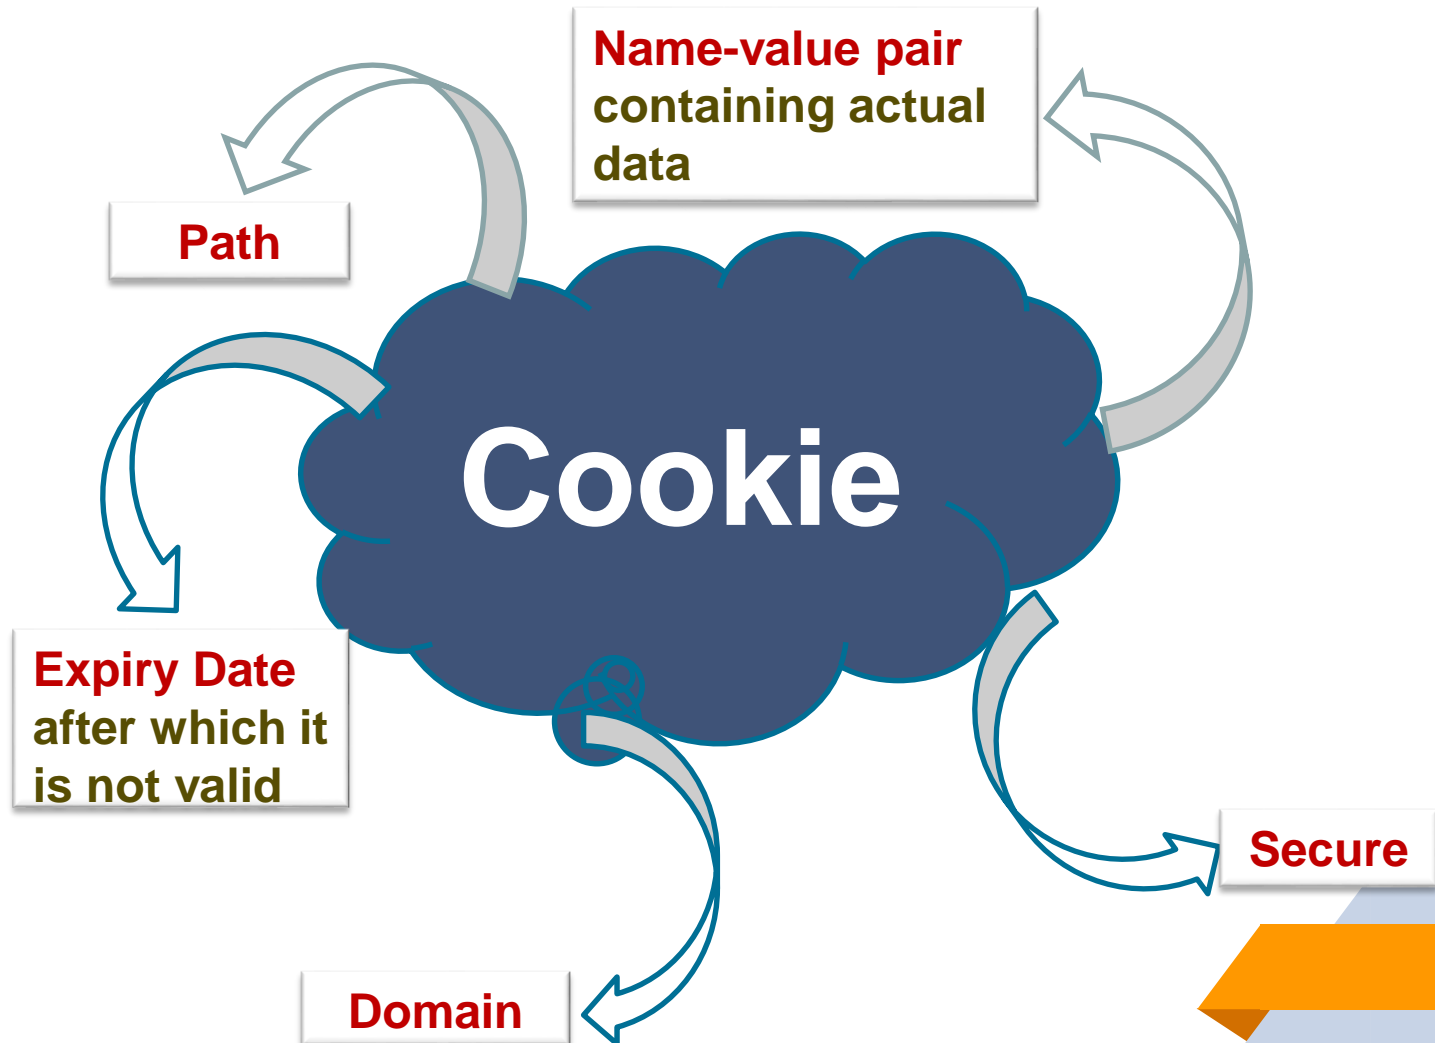 Name-value pair
containing actual
data
Path
Cookie
Expiry Date
after which it
is not valid
Secure
Domain